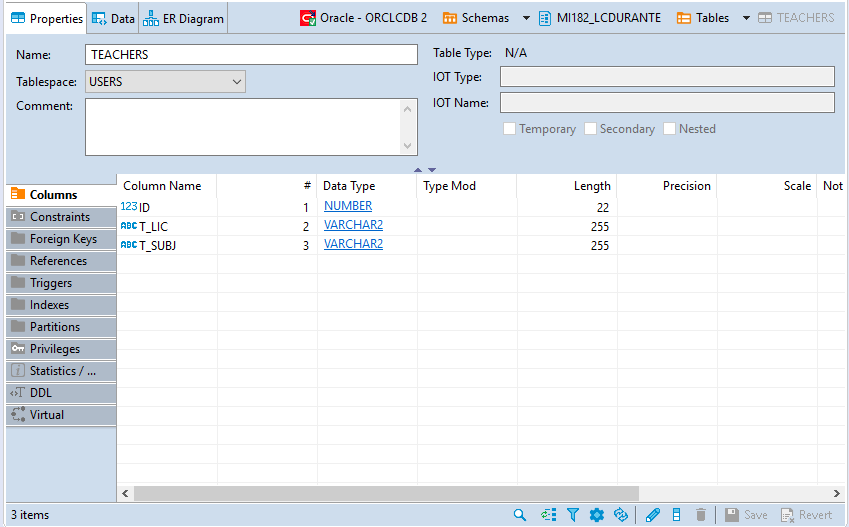 Properties Data ER Diagram Oracle - ORCLCDB 2 Schemas MI182_LCDURANTE Tables TEACHERS
Name: TEACHERS Table Type: N/A
Tablespace: USERS IOT Type:
Comment: IOT Name:
Temporary Secondary Nested
Column Name # Data Type Type Mod Length Precision Scale Not
Columns
123 ID 1 NUMBER 22
ABC T_LIC 2 VARCHAR2 255
ABC T_SUBJ 3 VARCHAR2 255
Constraints
Foreign Keys
References
Triggers
Indexes
Partitions
Privileges
Statistics / ...
DDL
Virtual
3 items Save Revert